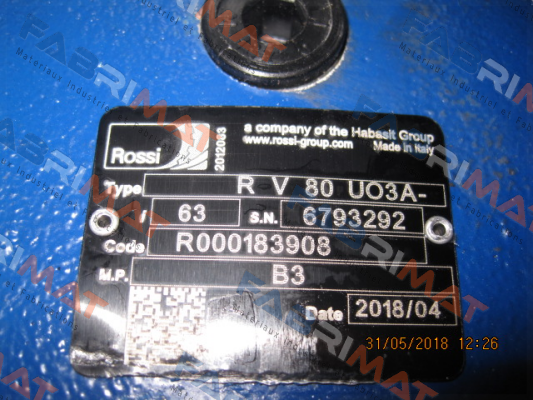 Rossi
2012063
a company of the Habasit Group
www.rossi-group.com
Made in Italy
Type R V 80 UO3A-
i 63 S.N. 6793292
Code R000183908
M.P. B3
Date 2018/04
31/05/2018 12:26
FABRIMAT